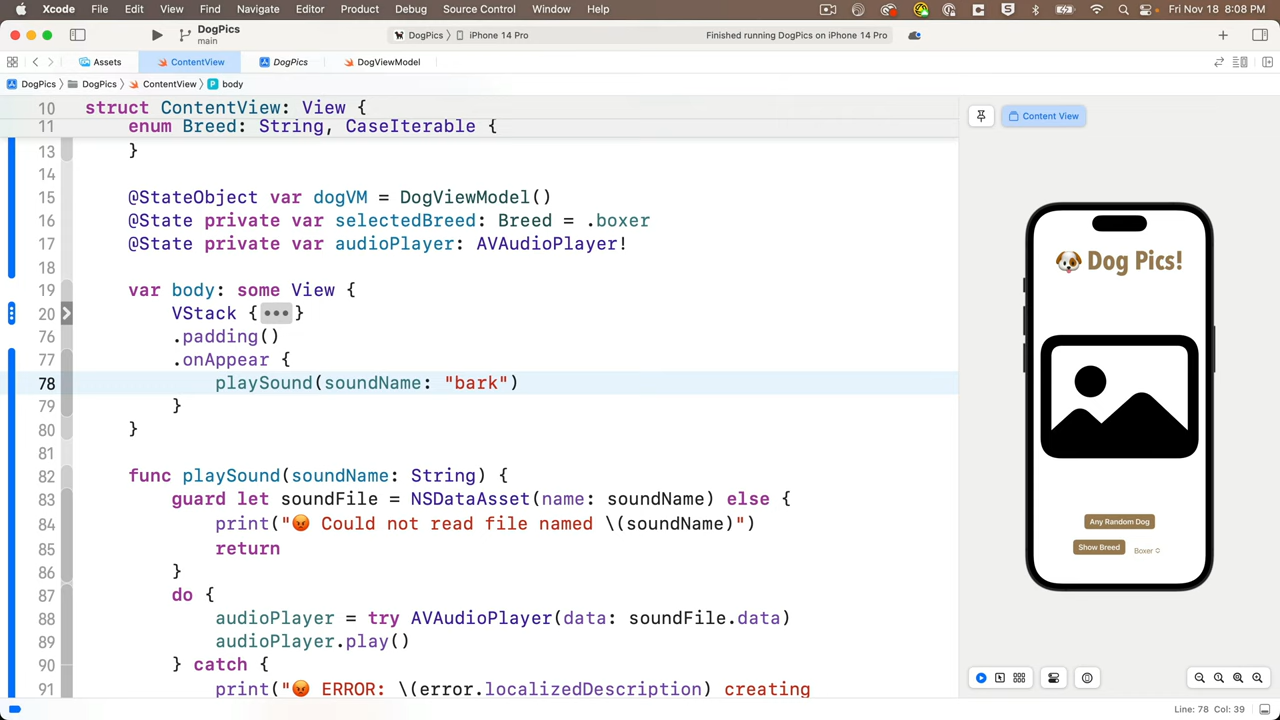 Xcode File Edit View Find Navigate Editor Product Debug Source Control Window Help Fri Nov 18 8:08 PM
DogPics
main
DogPics iPhone 14 Pro
Finished running DogPics on iPhone 14 Pro
Assets ContentView DogPics DogViewModel
DogPics DogPics ContentView body
10 struct ContentView: View {
11 enum Breed: String, CaseIterable {
13 }
14
15 @StateObject var dogVM = DogViewModel()
16 @State private var selectedBreed: Breed = .boxer
17 @State private var audioPlayer: AVAudioPlayer!
18
19 var body: some View {
20 VStack {•••}
76 .padding()
77 .onAppear {
78 playSound(soundName: "bark")
79 }
80 }
81
82 func playSound(soundName: String) {
83 guard let soundFile = NSDataAsset(name: soundName) else {
84 print("😡 Could not read file named \(soundName)")
85 return
86 }
87 do {
88 audioPlayer = try AVAudioPlayer(data: soundFile.data)
89 audioPlayer.play()
90 } catch {
91 print("😡 ERROR: \(error.localizedDescription) creating
Content View
🐶 Dog Pics!
Any Random Dog
Show Breed Boxer
Line: 78 Col: 39